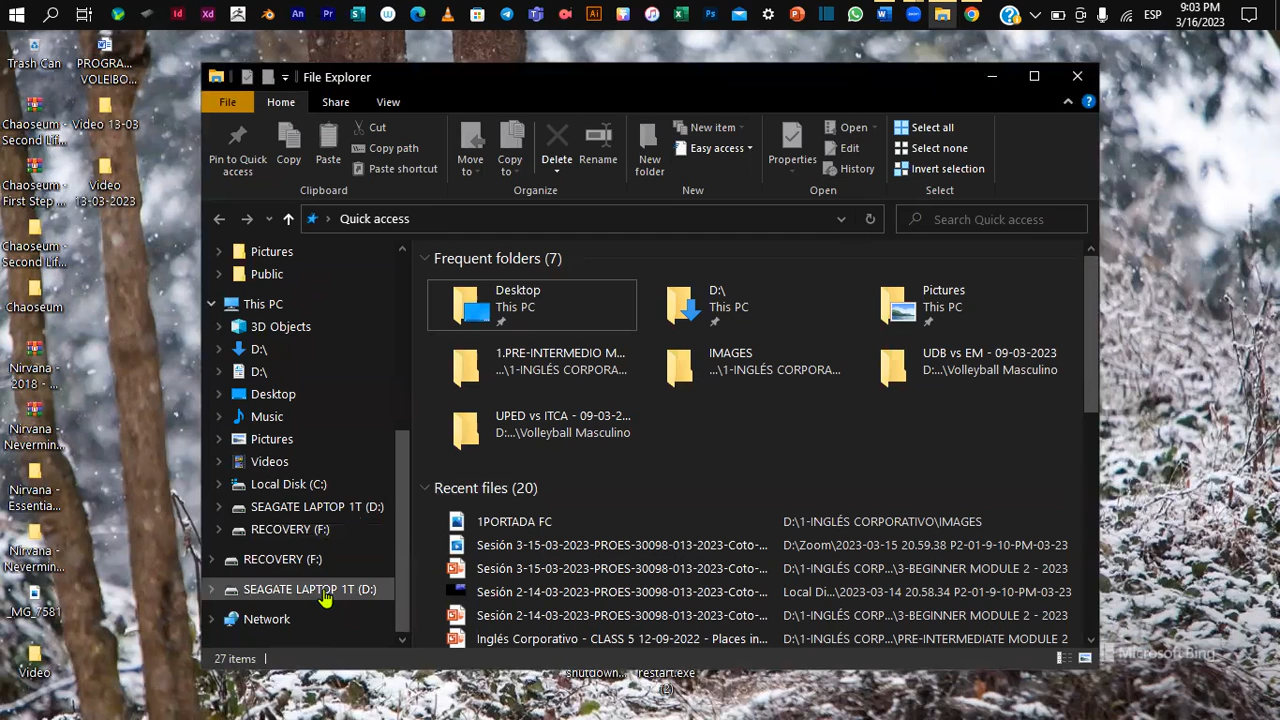 ESP
9:03 PM
3/16/2023
Trash Can
PROGRA...
VOLEIBO...
Chaoseum -
Second Lif...
Video 13-03
Chaoseum -
First Step ...
Video
13-03-2023
Chaoseum -
Second Lif...
Chaoseum
Nirvana -
2018 - ...
Nirvana -
Nevermin...
Nirvana -
Essentia...
Nirvana -
Nevermin...
_MG_7581
Video
File Explorer
File
Home
Share
View
Pin to Quick
access
Copy
Paste
Cut
Copy path
Paste shortcut
Clipboard
Move
to
Copy
to
Delete
Rename
Organize
New
folder
New item
Easy access
New
Properties
Open
Edit
History
Open
Select all
Select none
Invert selection
Select
Quick access
Search Quick access
Pictures
Public
This PC
3D Objects
D:\
D:\
Desktop
Music
Pictures
Videos
Local Disk (C:)
SEAGATE LAPTOP 1T (D:)
RECOVERY (F:)
RECOVERY (F:)
SEAGATE LAPTOP 1T (D:)
Network
Frequent folders (7)
Desktop
This PC
D:\
This PC
Pictures
This PC
1.PRE-INTERMEDIO M...
...\1-INGLÉS CORPORA...
IMAGES
...\1-INGLÉS CORPORA...
UDB vs EM - 09-03-2023
D:...\Volleyball Masculino
UPED vs ITCA - 09-03-2...
D:...\Volleyball Masculino
Recent files (20)
1PORTADA FC D:\1-INGLÉS CORPORATIVO\IMAGES
Sesión 3-15-03-2023-PROES-30098-013-2023-Coto-... D:\Zoom\2023-03-15 20.59.38 P2-01-9-10-PM-03-23
Sesión 3-15-03-2023-PROES-30098-013-2023-Coto-... D:\1-INGLÉS CORP...\3-BEGINNER MODULE 2 - 2023
Sesión 2-14-03-2023-PROES-30098-013-2023-Coto-... Local Di...\2023-03-14 20.58.34 P2-01-9-10-PM-03-23
Sesión 2-14-03-2023-PROES-30098-013-2023-Coto-... D:\1-INGLÉS CORP...\3-BEGINNER MODULE 2 - 2023
Inglés Corporativo - CLASS 5 12-09-2022 - Places in... D:\1-INGLÉS CORP...\PRE-INTERMEDIATE MODULE 2
27 items
Microsoft Bing
shutdown...
restart.exe
(2)